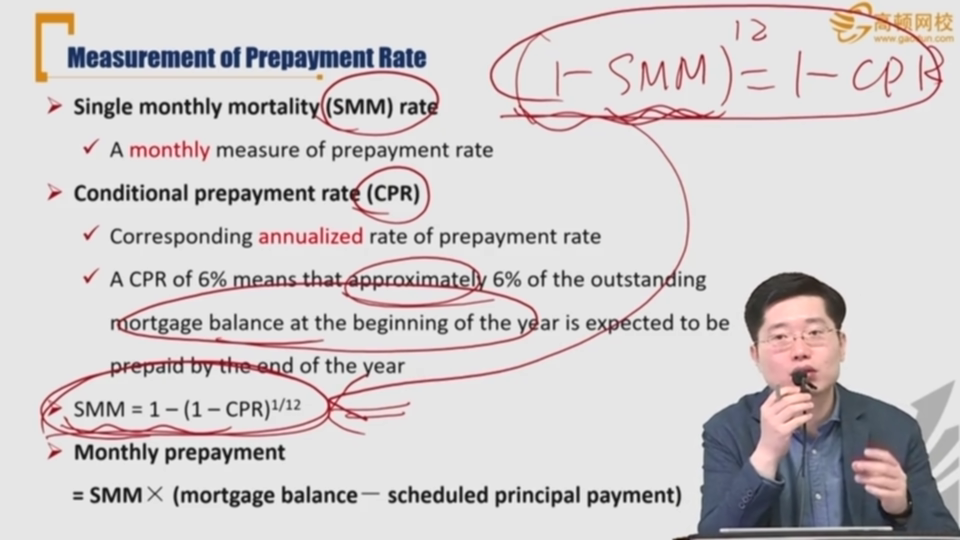 Measurement of Prepayment Rate
高顿网校
www.gaodun.com
(1 - SMM)¹² = 1 - CPR
Single monthly mortality (SMM) rate
A monthly measure of prepayment rate
Conditional prepayment rate (CPR)
Corresponding annualized rate of prepayment rate
A CPR of 6% means that approximately 6% of the outstanding
mortgage balance at the beginning of the year is expected to be
prepaid by the end of the year
SMM = 1 – (1 – CPR)¹/¹²
Monthly prepayment
= SMM× (mortgage balance— scheduled principal payment)